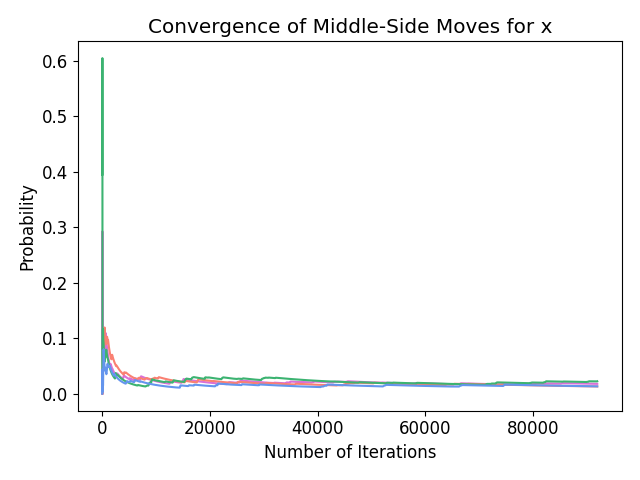 Convergence of Middle-Side Moves for x
Probability
0.6
0.5
0.4
0.3
0.2
0.1
0.0
0 20000 40000 60000 80000
Number of Iterations